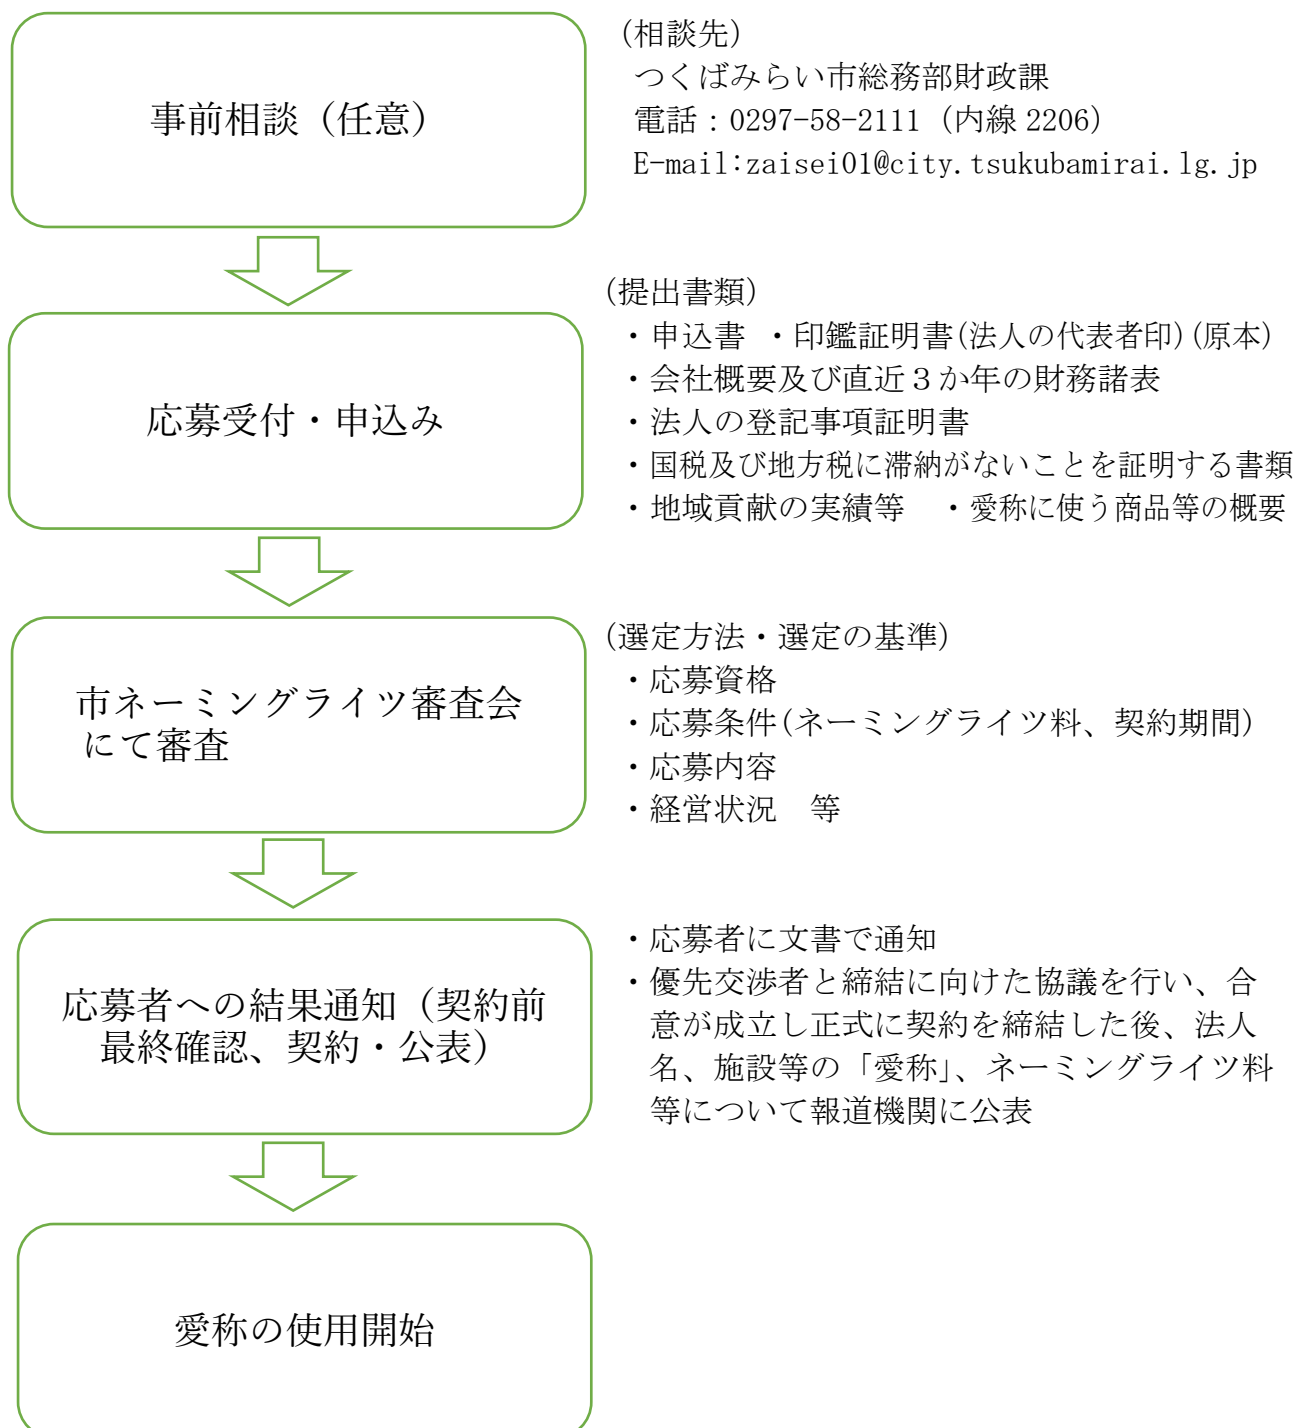 事前相談（任意）
（相談先）
つくばみらい市総務部財政課
電話：0297-58-2111（内線 2206）
E-mail:zaisei01@city.tsukubamirai.lg.jp
応募受付・申込み
（提出書類）
・申込書　・印鑑証明書(法人の代表者印)(原本)
・会社概要及び直近３か年の財務諸表
・法人の登記事項証明書
・国税及び地方税に滞納がないことを証明する書類
・地域貢献の実績等　・愛称に使う商品等の概要
市ネーミングライツ審査会
にて審査
（選定方法・選定の基準）
・応募資格
・応募条件(ネーミングライツ料、契約期間)
・応募内容
・経営状況　等
応募者への結果通知（契約前
最終確認、契約・公表）
・応募者に文書で通知
・優先交渉者と締結に向けた協議を行い、合
意が成立し正式に契約を締結した後、法人
名、施設等の「愛称」、ネーミングライツ料
等について報道機関に公表
愛称の使用開始